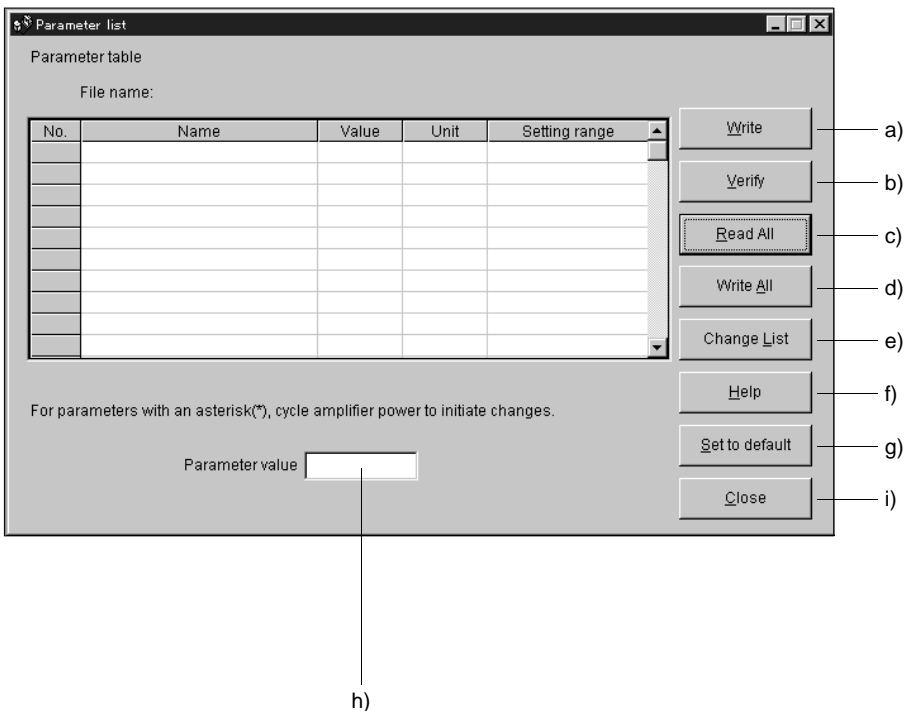 Parameter list
Parameter table
File name:
No. Name Value Unit Setting range
Write a)
Verify b)
Read All c)
Write All d)
Change List e)
Help f)
For parameters with an asterisk(*), cycle amplifier power to initiate changes.
Set to default g)
Parameter value
Close i)
h)